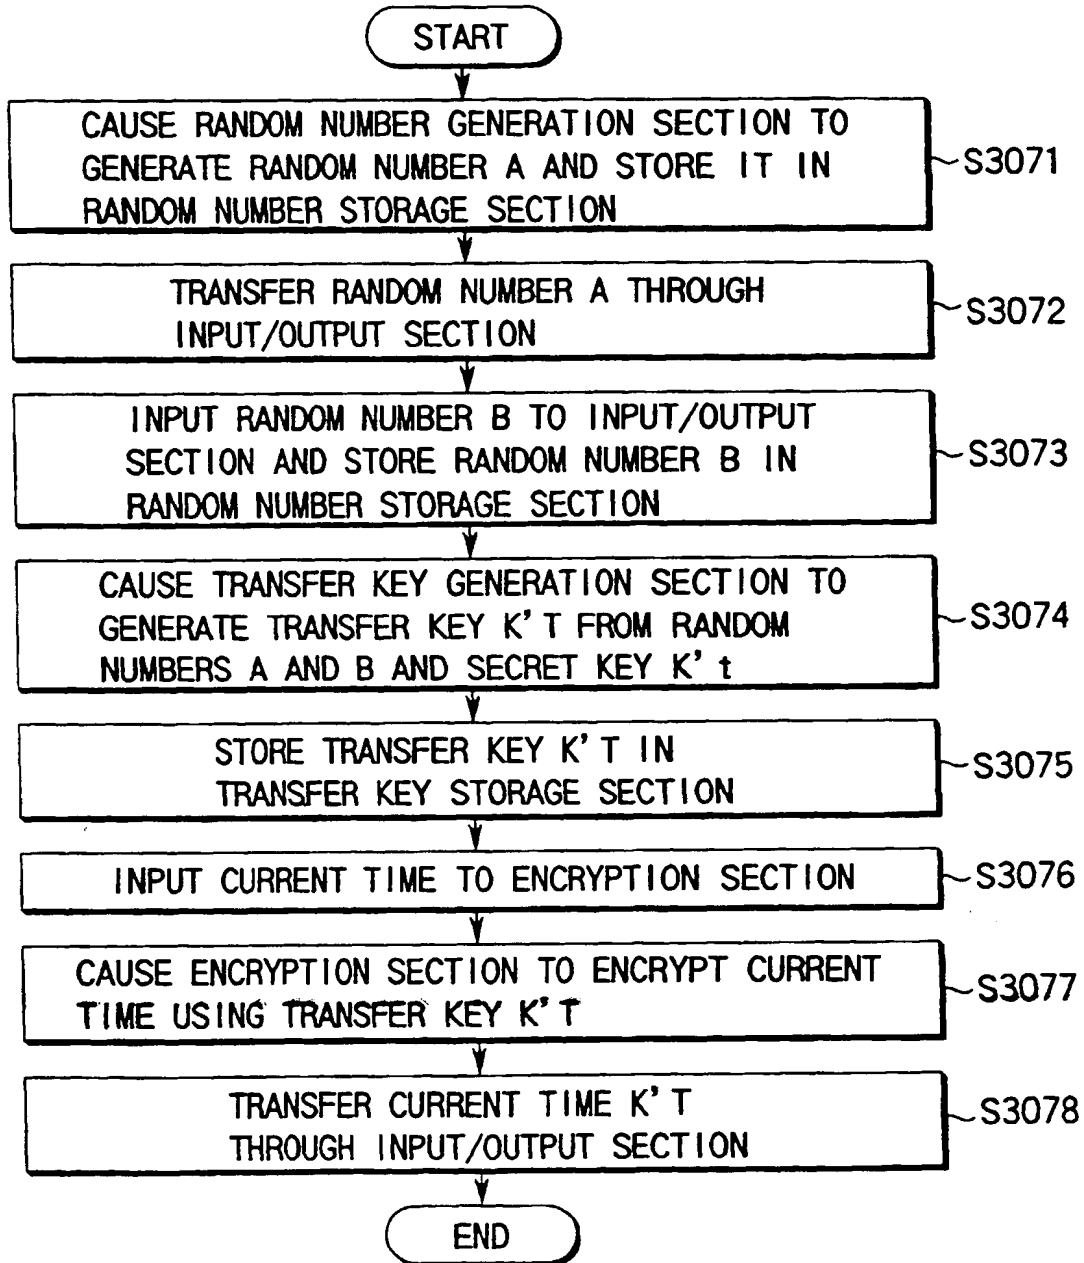 START
CAUSE RANDOM NUMBER GENERATION SECTION TO
GENERATE RANDOM NUMBER A AND STORE IT IN
RANDOM NUMBER STORAGE SECTION
S3071
TRANSFER RANDOM NUMBER A THROUGH
INPUT/OUTPUT SECTION
S3072
INPUT RANDOM NUMBER B TO INPUT/OUTPUT
SECTION AND STORE RANDOM NUMBER B IN
RANDOM NUMBER STORAGE SECTION
S3073
CAUSE TRANSFER KEY GENERATION SECTION TO
GENERATE TRANSFER KEY K'T FROM RANDOM
NUMBERS A AND B AND SECRET KEY K't
S3074
STORE TRANSFER KEY K'T IN
TRANSFER KEY STORAGE SECTION
S3075
INPUT CURRENT TIME TO ENCRYPTION SECTION
S3076
CAUSE ENCRYPTION SECTION TO ENCRYPT CURRENT
TIME USING TRANSFER KEY K'T
S3077
TRANSFER CURRENT TIME K'T
THROUGH INPUT/OUTPUT SECTION
S3078
END